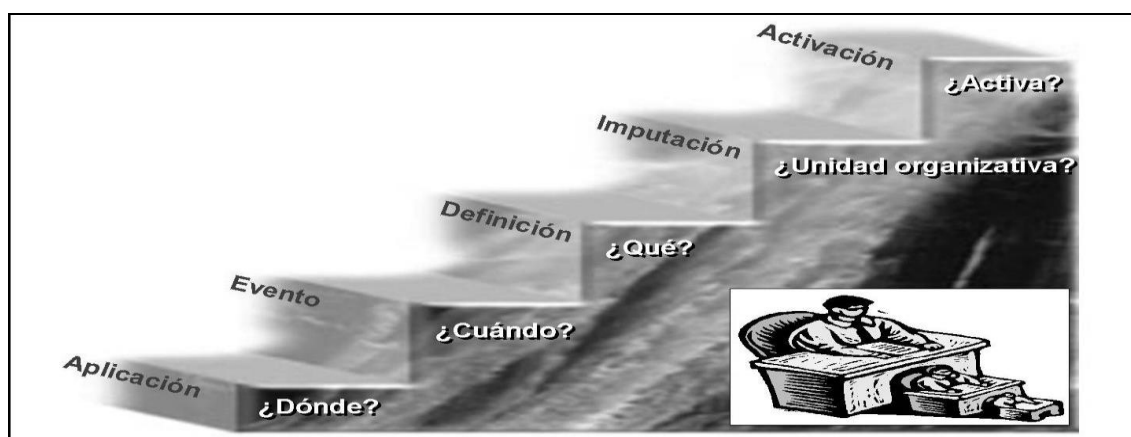 Activación
¿Activa?
Imputación
¿Unidad organizativa?
Definición
¿Qué?
Evento
¿Cuándo?
Aplicación
¿Dónde?